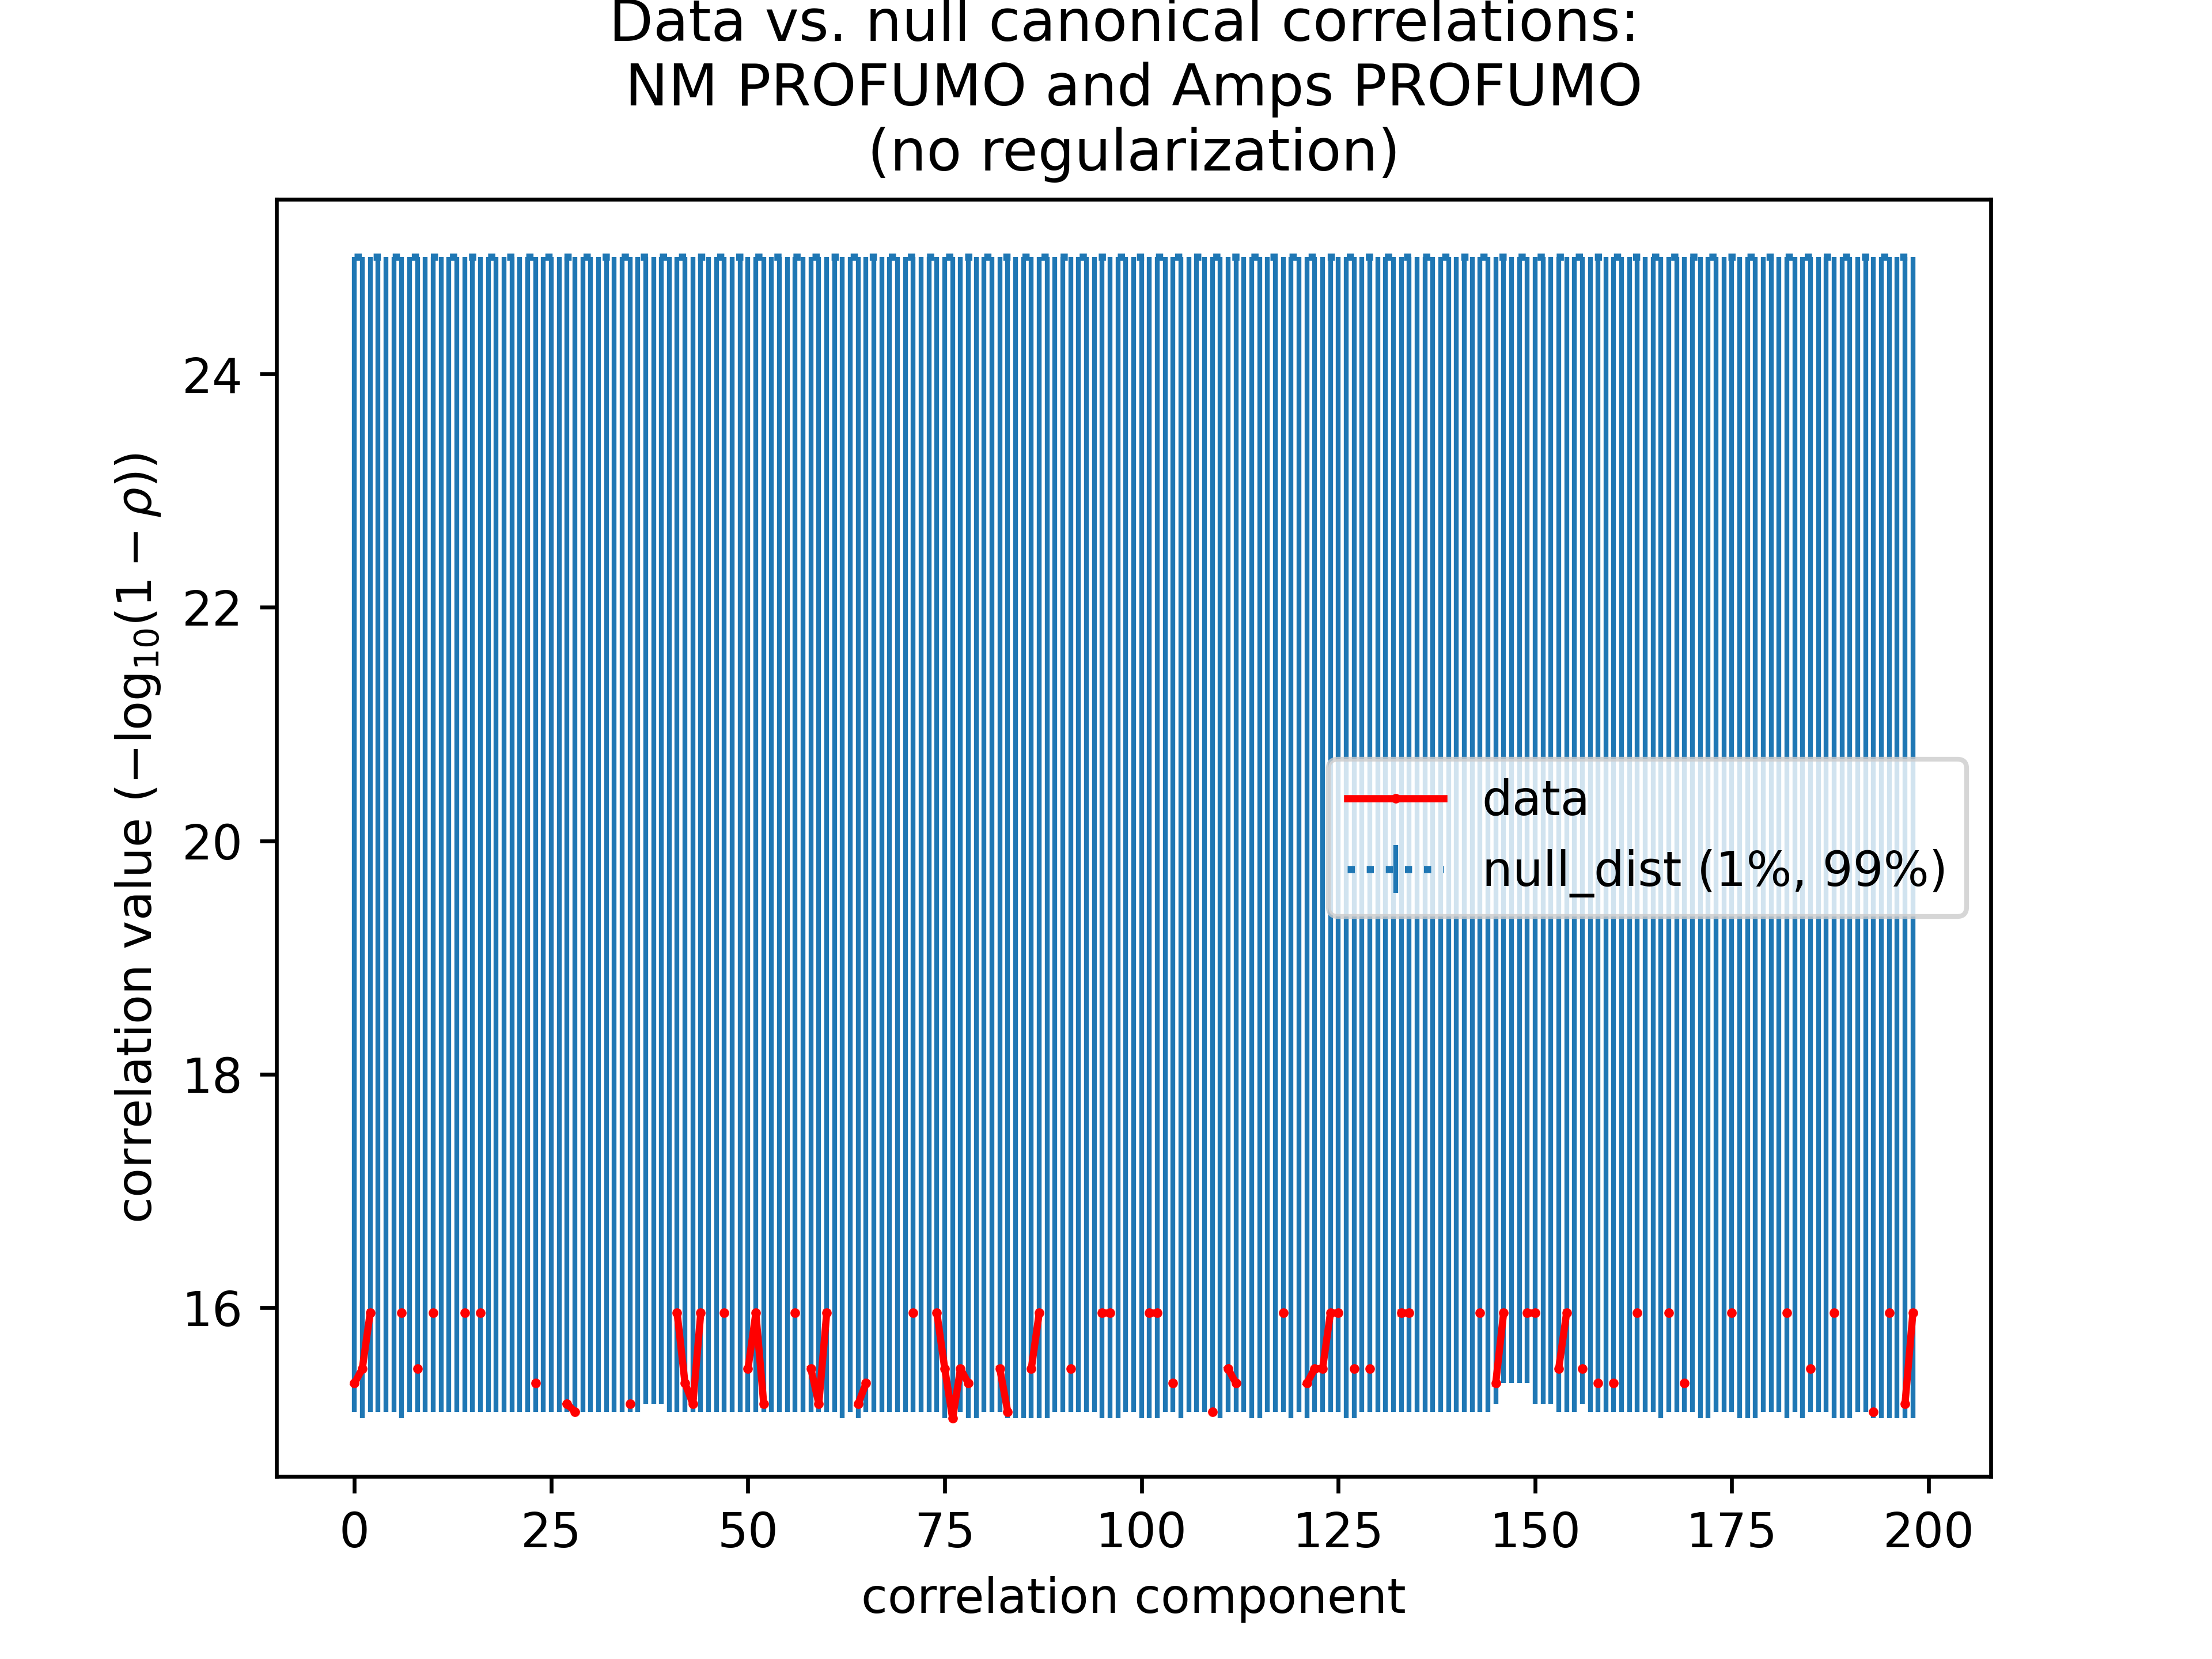 Data vs. null canonical correlations:
NM PROFUMO and Amps PROFUMO
(no regularization)
correlation value (−log₁₀(1 − ρ))
24
22
20
18
16
data
null_dist (1%, 99%)
0 25 50 75 100 125 150 175 200
correlation component